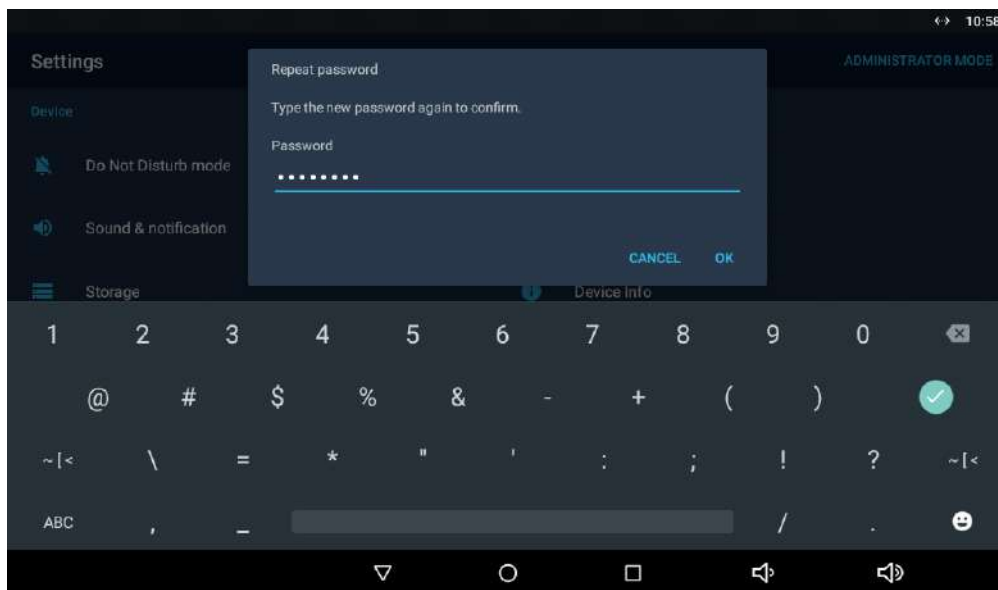 10:58
Settings
ADMINISTRATOR MODE
Repeat password
Type the new password again to confirm.
Device
Password
Do Not Disturb mode
••••••••
Sound & notification
CANCEL OK
Storage
Device Info
1 2 3 4 5 6 7 8 9 0
@ # $ % & - + ( )
~[< \ = * " ' : ; ! ? ~[<
ABC , _ / .